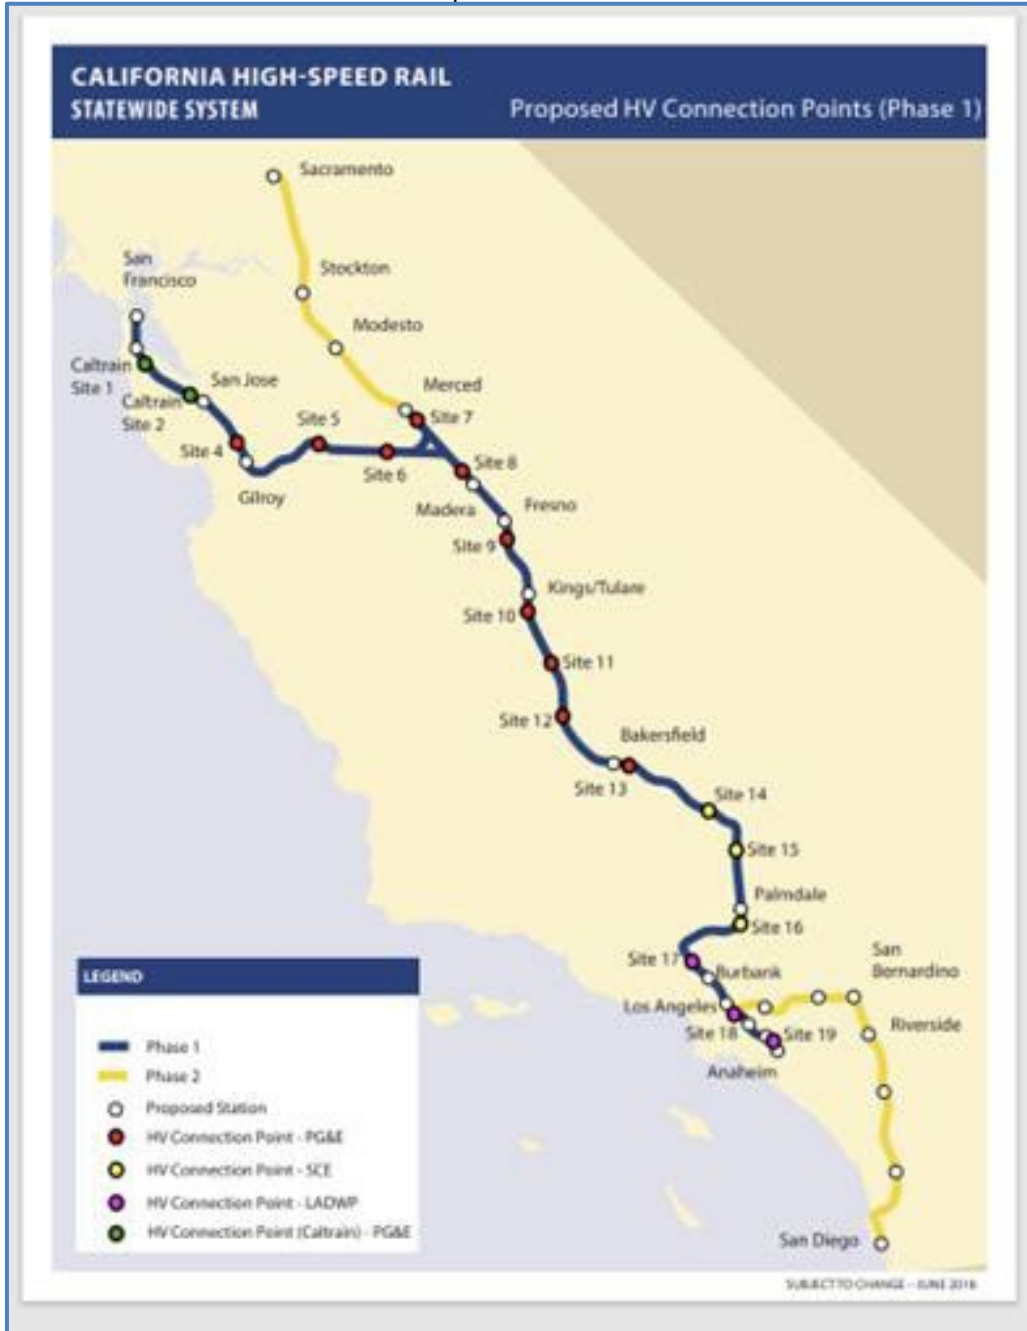 CALIFORNIA HIGH-SPEED RAIL
STATEWIDE SYSTEM
Proposed HV Connection Points (Phase 1)
Sacramento
San
Francisco
Stockton
Modesto
Caltrain
Site 1
San Jose
Caltrain
Site 2
Merced
Site 7
Site 5
Site 4
Site 6
Site 8
Gilroy
Madera
Fresno
Site 9
Kings/Tulare
Site 10
Site 11
Site 12
Bakersfield
Site 13
Site 14
Site 15
Palmdale
Site 16
Site 17
Burbank
San
Bernardino
Los Angeles
Site 18
Site 19
Riverside
Anaheim
San Diego
LEGEND
Phase 1
Phase 2
Proposed Station
HV Connection Point - PG&E
HV Connection Point - SCE
HV Connection Point - LADWP
HV Connection Point (Caltrain) - PG&E
SUBJECT TO CHANGE - JUNE 2016